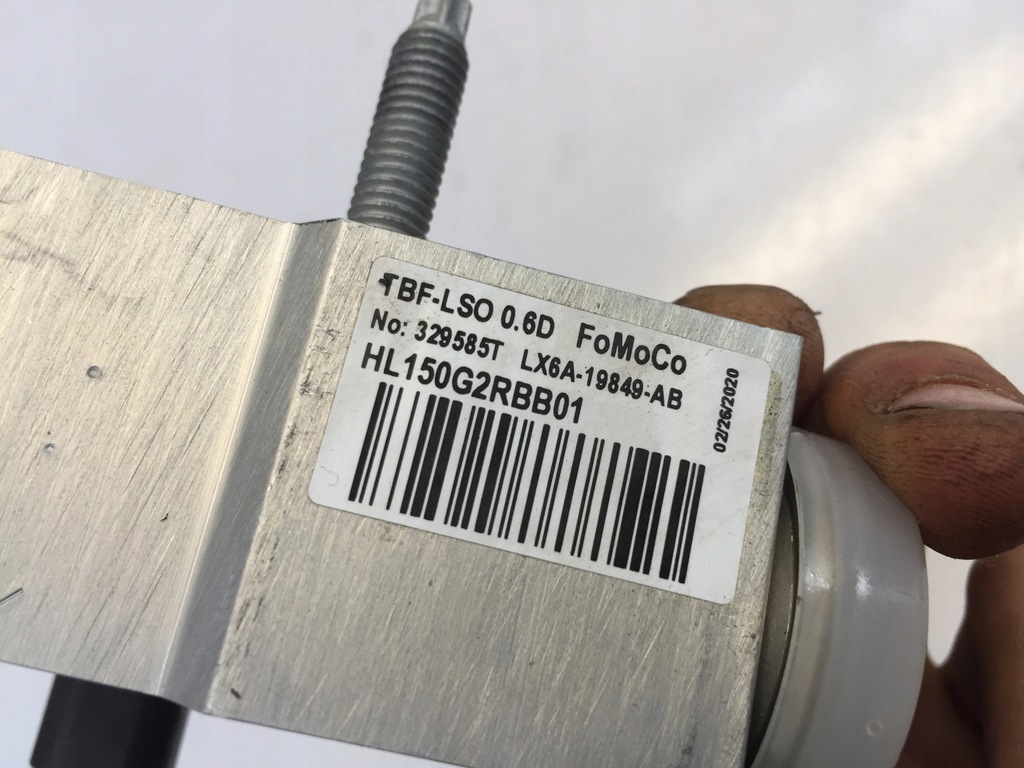 TBF-LSO 0.6D FoMoCo
No: 329585T LX6A-19849-AB
HL150G2RBB01
02/26/2020